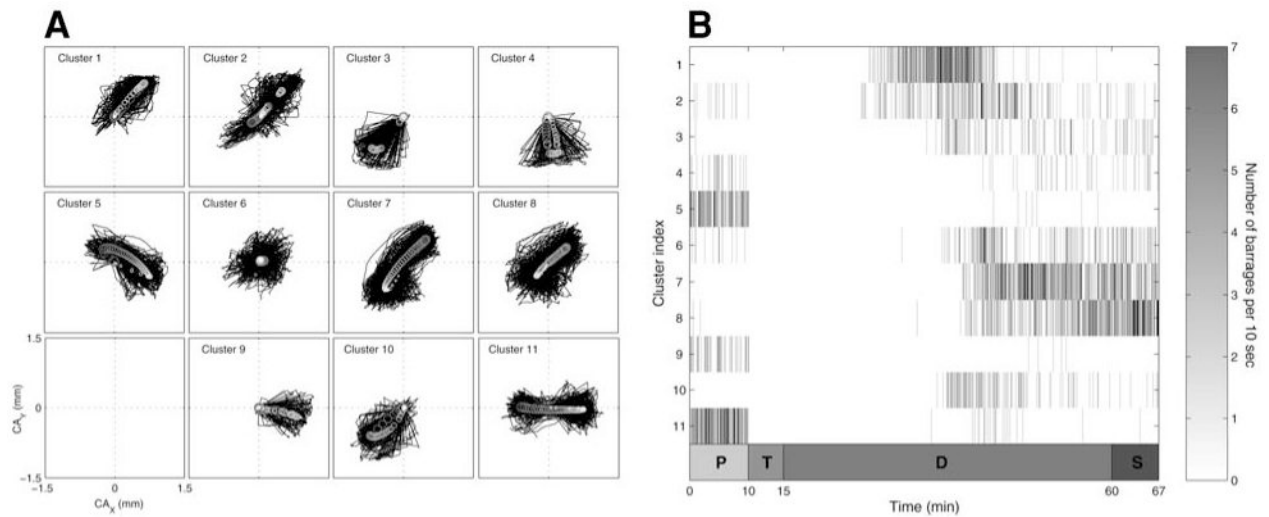 A
Cluster 1
Cluster 2
Cluster 3
Cluster 4
Cluster 5
Cluster 6
Cluster 7
Cluster 8
Cluster 9
Cluster 10
Cluster 11
1.5
0
−1.5
−1.5
0
1.5
CAY (mm)
CAX (mm)
B
Cluster index
1
2
3
4
5
6
7
8
9
10
11
P
T
D
S
0
10
15
60
67
Time (min)
7
6
5
4
3
2
1
0
Number of barrages per 10 sec